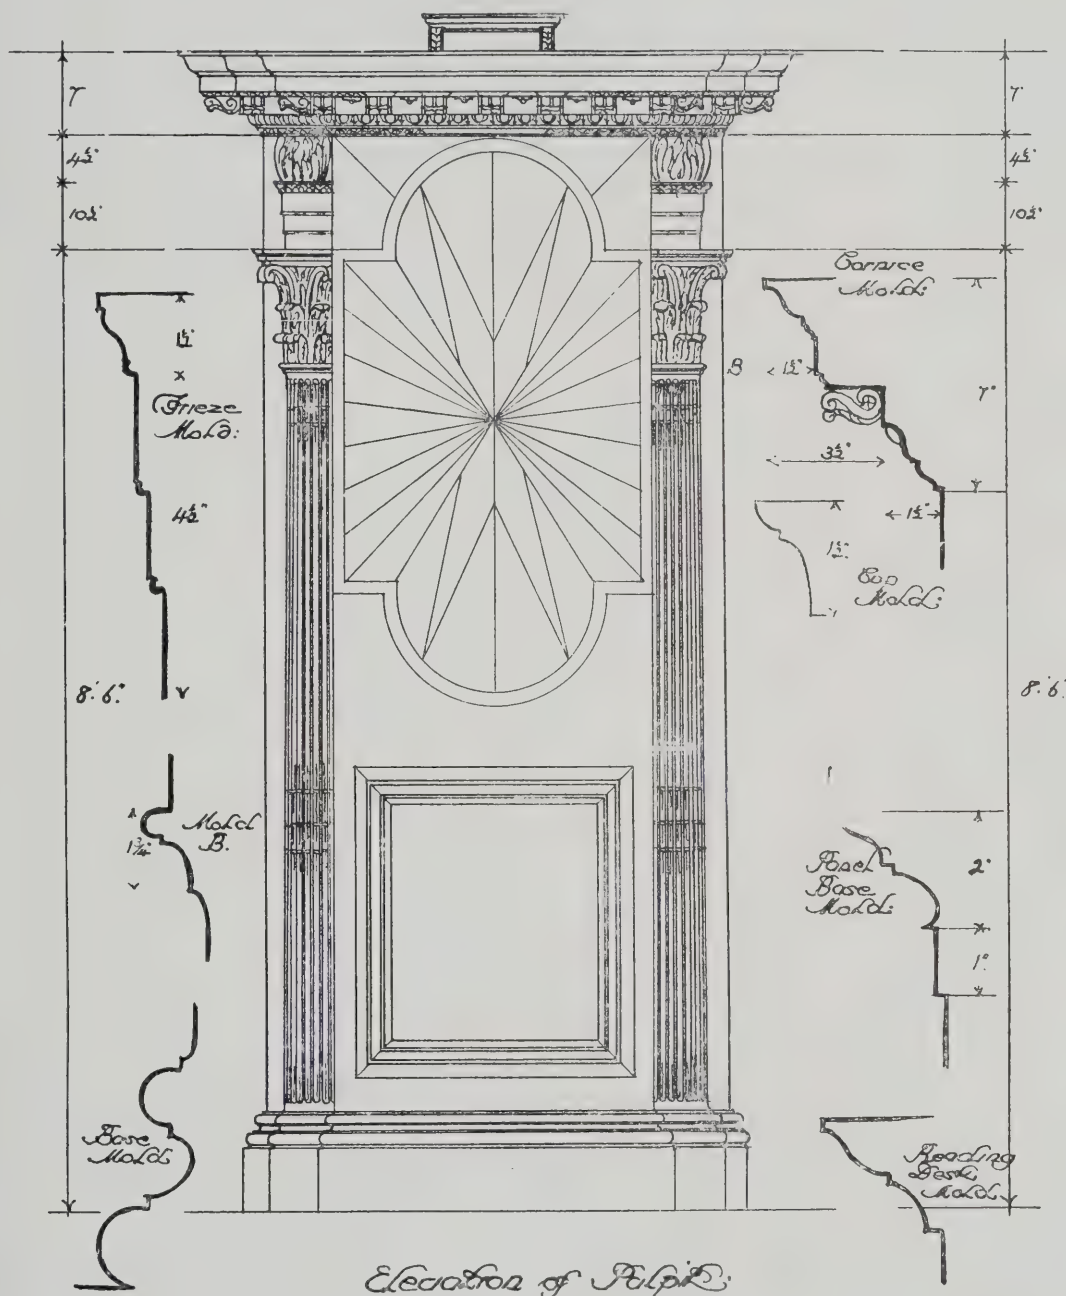 7
4½"
10½"
8'.6".
1½"
Frieze
Mold:
4½"
Mold
B.
1¾"
Base
Mold:
7
4½"
10½"
8'.6"
Cornice
Mold:
B
1½"
7"
3½"
1½"
1½"
Cap
Mold:
Panel
Base
Mold:
2"
1"
Reading
Desk
Mold:
Elevation of Pulpit: